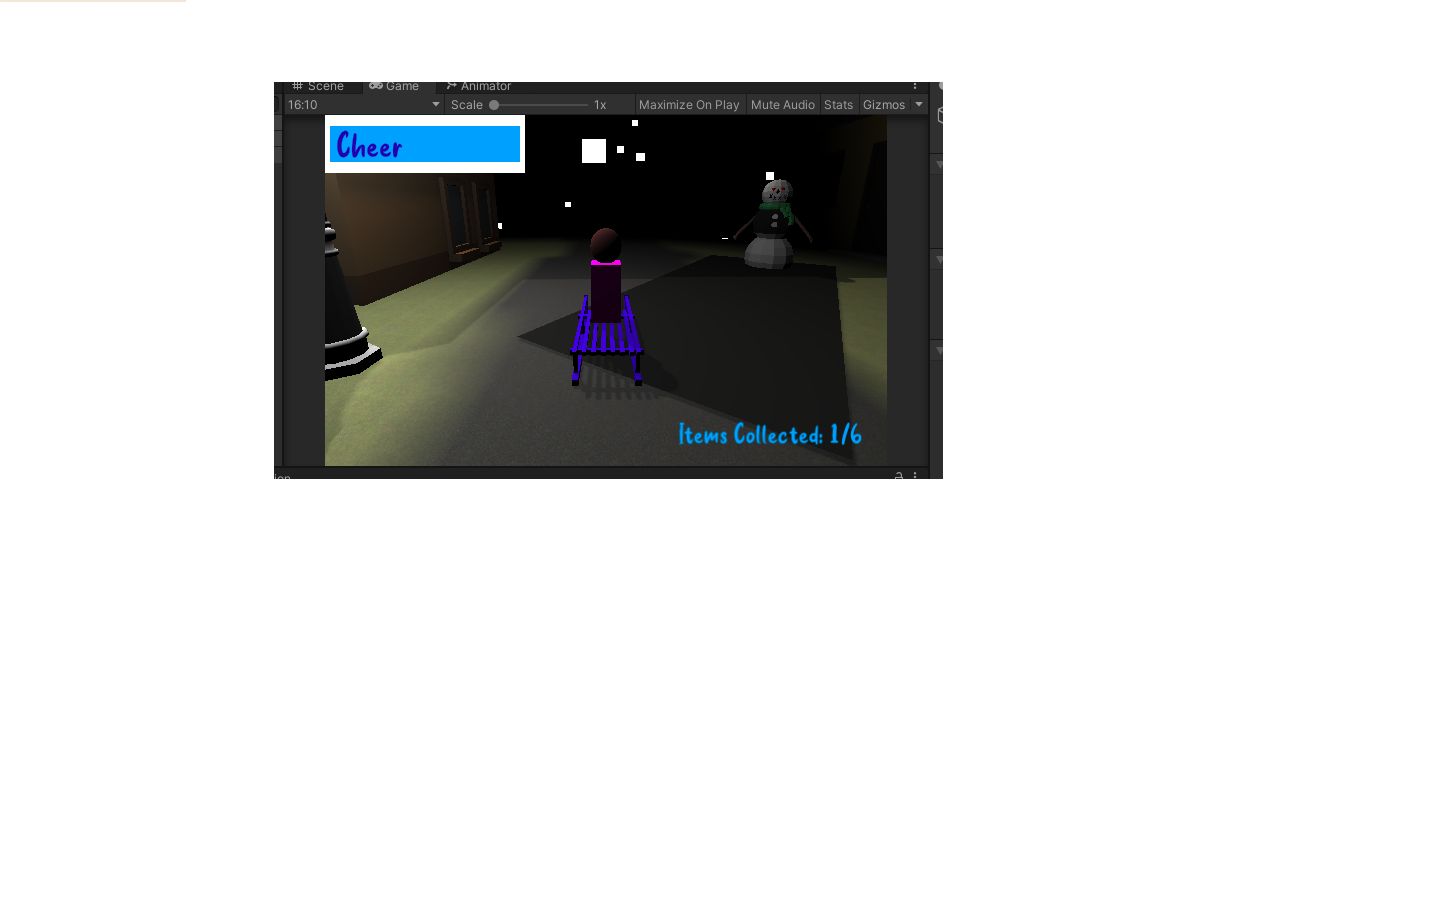 Scene Game Animator
16:10 Scale 1x Maximize On Play Mute Audio Stats Gizmos
Cheer
Items Collected: 1/6